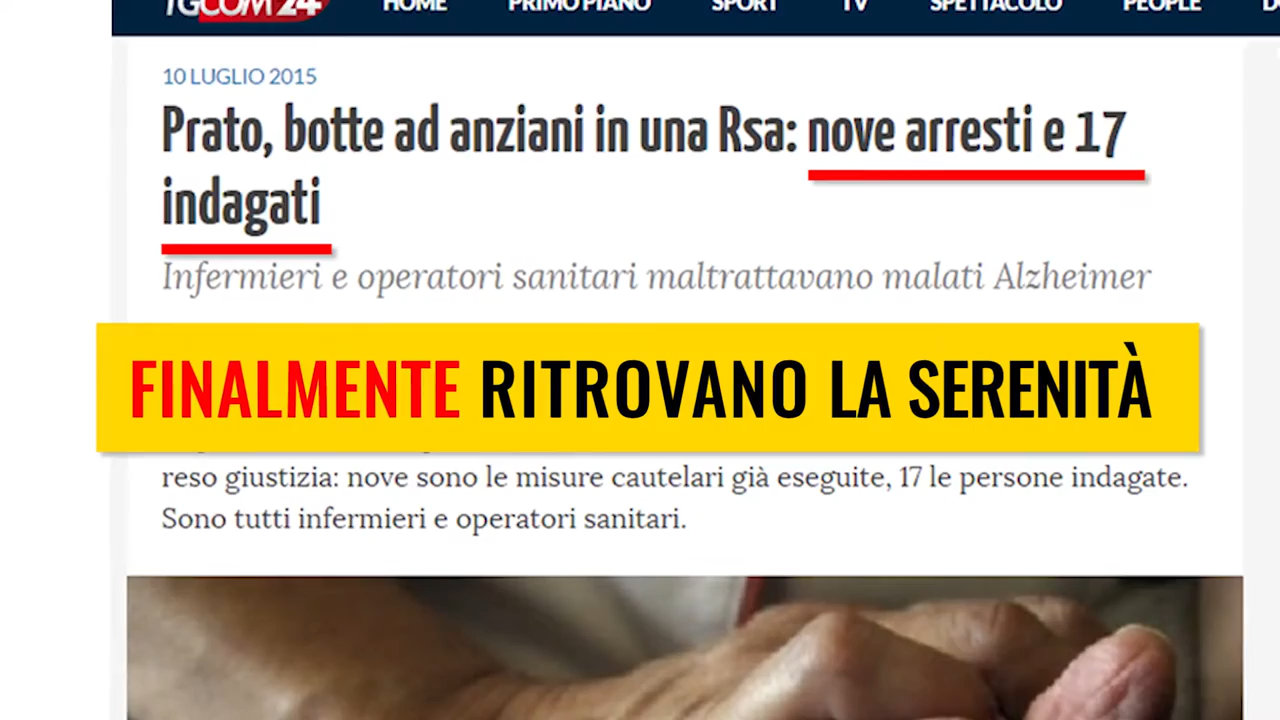 TGCOM 24 HOME PRIMO PIANO SPORT TV SPETTACOLO PEOPLE
10 LUGLIO 2015
Prato, botte ad anziani in una Rsa: nove arresti e 17
indagati
Infermieri e operatori sanitari maltrattavano malati Alzheimer
FINALMENTE RITROVANO LA SERENITÀ
reso giustizia: nove sono le misure cautelari già eseguite, 17 le persone indagate.
Sono tutti infermieri e operatori sanitari.